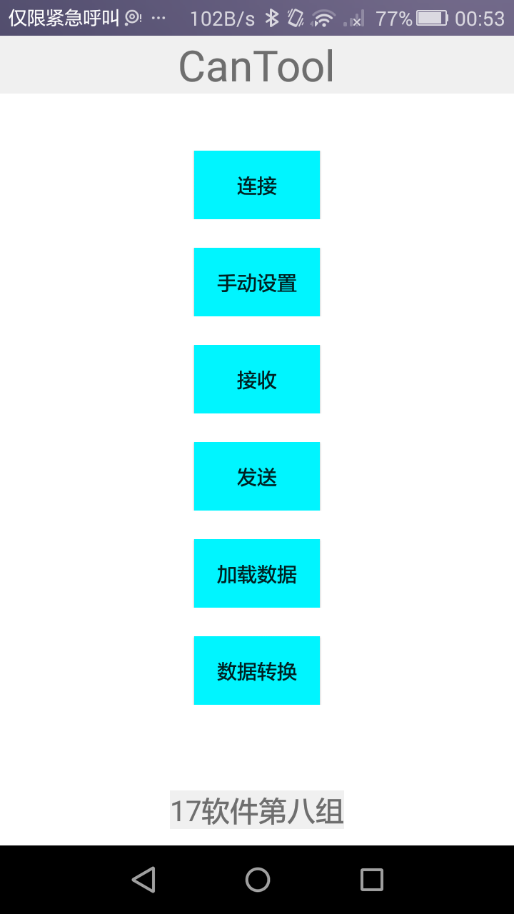 仅限紧急呼叫 ··· 102B/s 77% 00:53
CanTool
连接
手动设置
接收
发送
加载数据
数据转换
17软件第八组